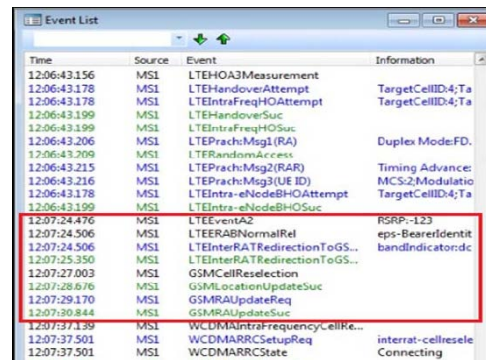 Event List
Time Source Event Information
12:06:43.156 MS1 LTEHOA3Measurement
12:06:43.178 MS1 LTEHandoverAttempt TargetCellID:4;Ta
12:06:43.178 MS1 LTEIntraFreqHOAttempt TargetCellID:4;Ta
12:06:43.199 MS1 LTEHandoverSuc
12:06:43.199 MS1 LTEIntraFreqHOSuc
12:06:43.206 MS1 LTEPrach:Msg1(RA) Duplex Mode:FD.
12:06:43.209 MS1 LTERandomAccess
12:06:43.215 MS1 LTEPrach:Msg2(RAR) Timing Advance:
12:06:43.216 MS1 LTEPrach:Msg3(UE ID) MCS:2;Modulatio
12:06:43.178 MS1 LTEIntra-eNodeBHOAttempt TargetCellID:4;Ta
12:06:43.199 MS1 LTEIntra-eNodeBHOSuc
12:07:24.476 MS1 LTEEventA2 RSRP:-123
12:07:24.506 MS1 LTEERABNormalRel eps-BearerIdentit
12:07:24.506 MS1 LTEInterRATRedirectionToGS... bandIndicator:dc
12:07:25.350 MS1 LTEInterRATRedirectionToGS...
12:07:27.003 MS1 GSMCellReselection
12:07:28.676 MS1 GSMLocationUpdateSuc
12:07:29.170 MS1 GSMRAUpdateReq
12:07:30.844 MS1 GSMRAUpdateSuc
12:07:37.139 MS1 WCDMAIntraFrequencyCellRe...
12:07:37.501 MS1 WCDMARRCSetupReq interrat-cellresele
12:07:37.501 MS1 WCDMARRCState Connecting